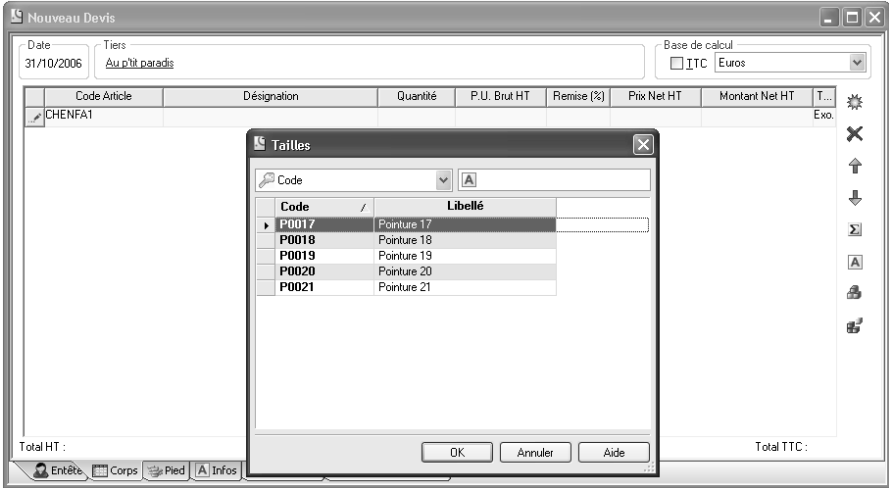 Nouveau Devis
Date
Tiers
Base de calcul
31/10/2006
Au p'tit paradis
TTC
Euros
Code Article
Désignation
Quantité
P.U. Brut HT
Remise (%)
Prix Net HT
Montant Net HT
T...
CHENFA1
Exo.
Tailles
Code
A
Code
Libellé
P0017
Pointure 17
P0018
Pointure 18
P0019
Pointure 19
P0020
Pointure 20
P0021
Pointure 21
Σ
A
OK
Annuler
Aide
Total HT :
Total TTC :
Entête
Corps
Pied
A Infos